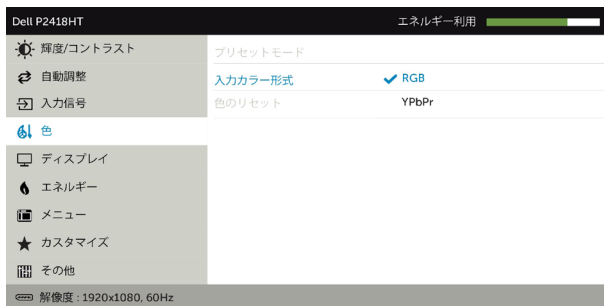 Dell P2418HT
エネルギー利用
輝度/コントラスト
プリセットモード
自動調整
入力カラー形式
RGB
入力信号
色のリセット
YPbPr
色
ディスプレイ
エネルギー
メニュー
カスタマイズ
その他
解像度 : 1920x1080, 60Hz